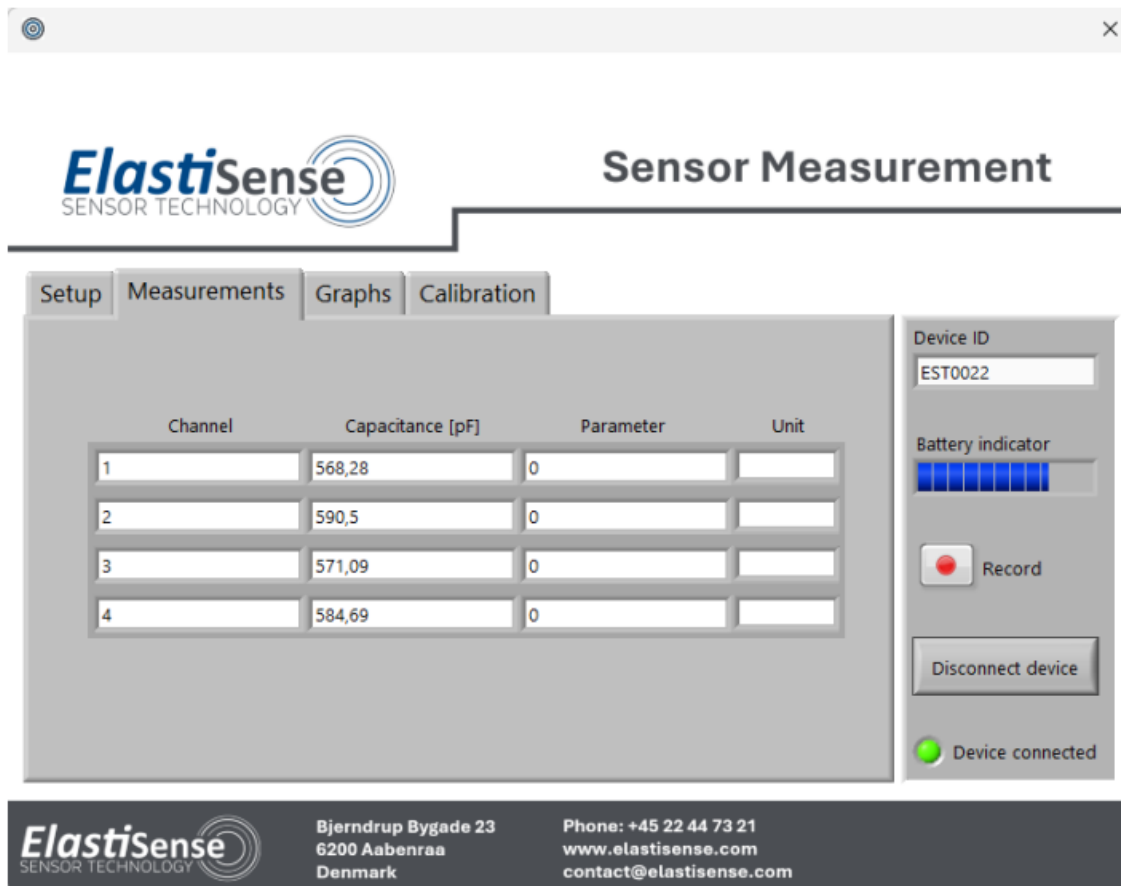 ElastiSense
SENSOR TECHNOLOGY
Sensor Measurement
Setup Measurements Graphs Calibration
Channel Capacitance [pF] Parameter Unit
1 568,28 0
2 590,5 0
3 571,09 0
4 584,69 0
Device ID
EST0022
Battery indicator
Record
Disconnect device
Device connected
ElastiSense
SENSOR TECHNOLOGY
Bjerndrup Bygade 23
6200 Aabenraa
Denmark
Phone: +45 22 44 73 21
www.elastisense.com
contact@elastisense.com